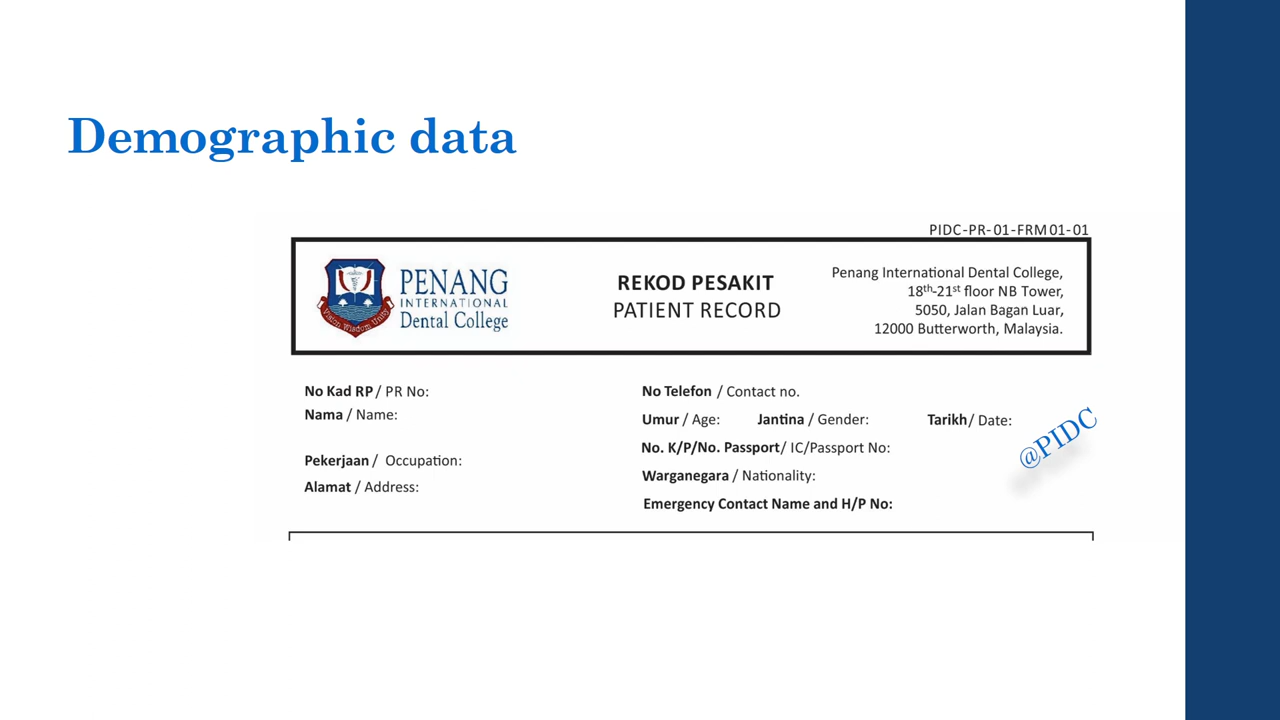 Demographic data
PIDC-PR-01-FRM01-01
PENANG
INTERNATIONAL
Dental College
Vision Wisdom Unity
REKOD PESAKIT
PATIENT RECORD
Penang International Dental College,
18th-21st floor NB Tower,
5050, Jalan Bagan Luar,
12000 Butterworth, Malaysia.
No Kad RP / PR No:
Nama / Name:
Pekerjaan / Occupation:
Alamat / Address:
No Telefon / Contact no.
Umur / Age: Jantina / Gender: Tarikh/ Date:
No. K/P/No. Passport/ IC/Passport No:
Warganegara / Nationality:
Emergency Contact Name and H/P No:
@PIDC